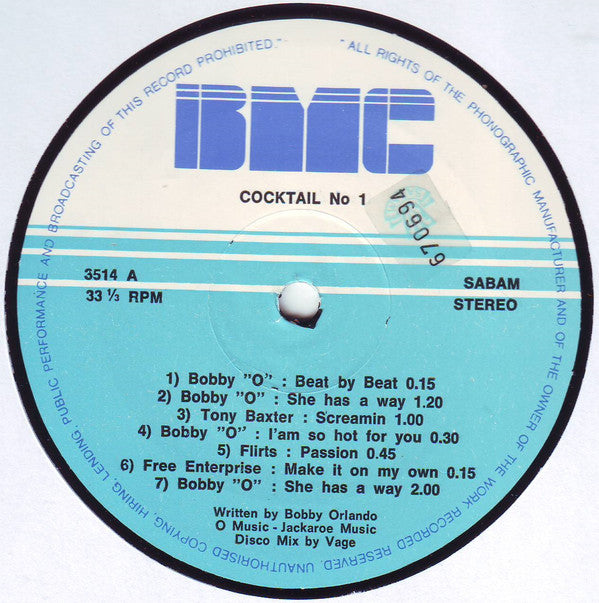 "ALL RIGHTS OF THE PHONOGRAPHIC MANUFACTURER AND OF THE OWNER OF THE WORK RECORDED RESERVED. UNAUTHORISED COPYING, HIRING, LENDING, PUBLIC PERFORMANCE AND BROADCASTING OF THIS RECORD PROHIBITED."
BMC
COCKTAIL No 1
670694
3514 A
33 ⅓ RPM
SABAM
STEREO
1) Bobby "O" : Beat by Beat 0.15
2) Bobby "O" : She has a way 1.20
3) Tony Baxter : Screamin 1.00
4) Bobby "O" : I'am so hot for you 0.30
5) Flirts : Passion 0.45
6) Free Enterprise : Make it on my own 0.15
7) Bobby "O" : She has a way 2.00
Written by Bobby Orlando
O Music - Jackaroe Music
Disco Mix by Vage